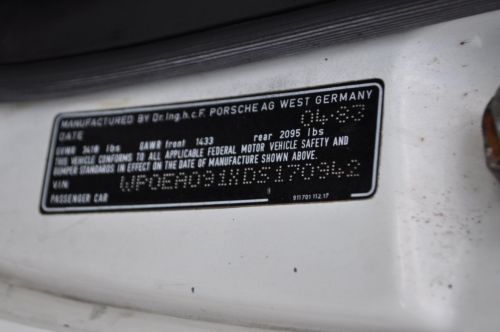 MANUFACTURED BY Dr.Ing.h.c.F. PORSCHE AG WEST GERMANY
DATE 04-83
GVWR 3418 lbs GAWR front 1433 rear 2095 lbs
THIS VEHICLE CONFORMS TO ALL APPLICABLE FEDERAL MOTOR VEHICLE SAFETY AND
BUMPER STANDARDS IN EFFECT ON THE DATE OF MANUFACTURE SHOWN ABOVE.
VIN: WP0EA091XDS170942
PASSENGER CAR 911 701 112.17